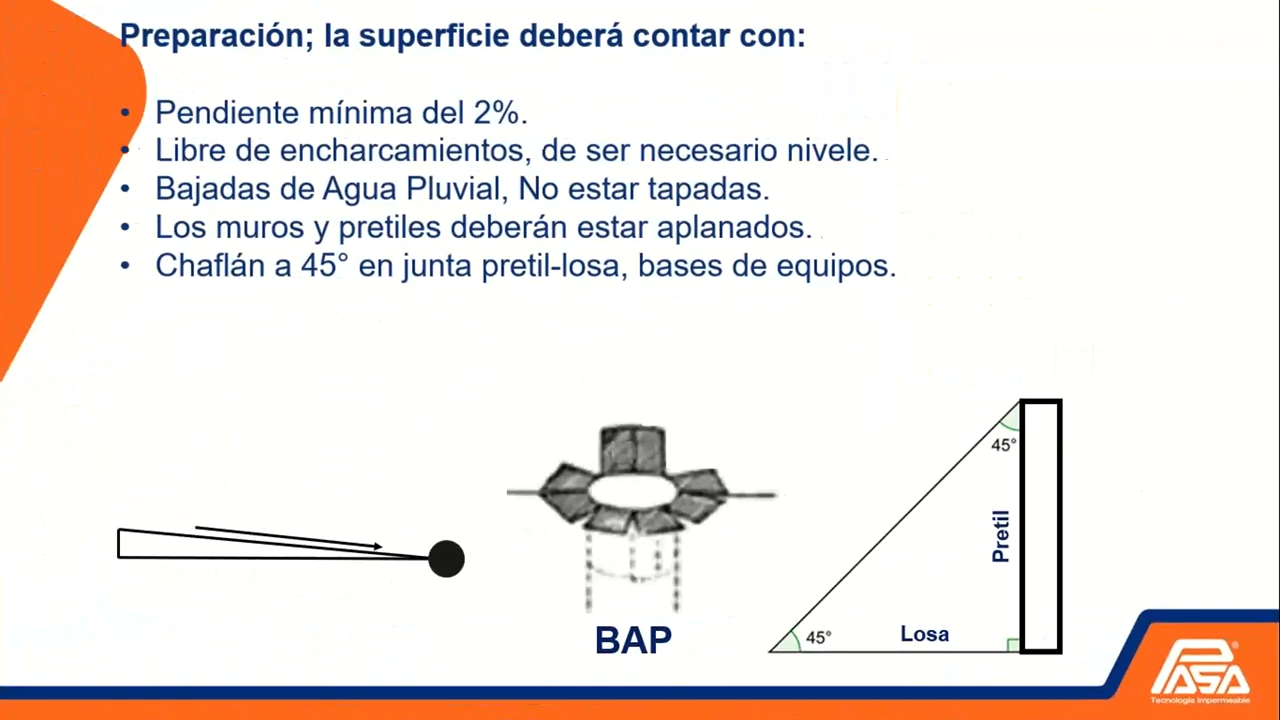 Preparación; la superficie deberá contar con:
• Pendiente mínima del 2%.
• Libre de encharcamientos, de ser necesario nivele.
• Bajadas de Agua Pluvial, No estar tapadas.
• Los muros y pretiles deberán estar aplanados.
• Chaflán a 45° en junta pretil-losa, bases de equipos.
45°
Pretil
45°
Losa
BAP
PASA®
Tecnología Impermeable